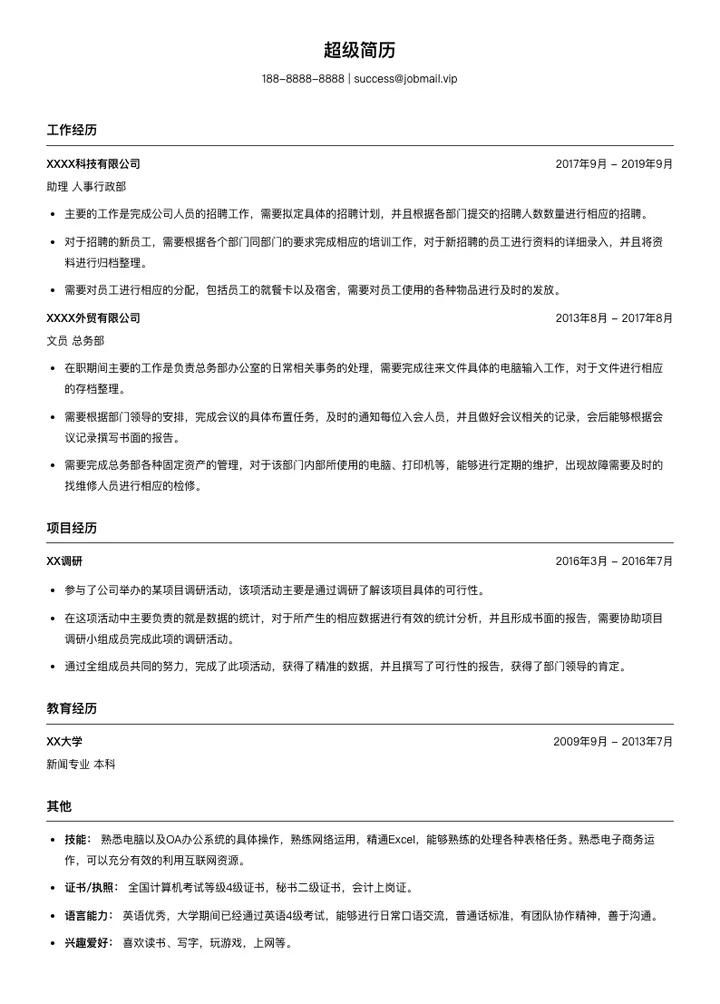 超级简历
188-8888-8888 | success@jobmail.vip
工作经历
XXXX科技有限公司 2017年9月 – 2019年9月
助理 人事行政部
• 主要的工作是完成公司人员的招聘工作，需要拟定具体的招聘计划，并且根据各部门提交的招聘人数数量进行相应的招聘。
• 对于招聘的新员工，需要根据各个部门同部门的要求完成相应的培训工作，对于新招聘的员工进行资料的详细录入，并且将资
料进行归档整理。
• 需要对员工进行相应的分配，包括员工的就餐卡以及宿舍，需要对员工使用的各种物品进行及时的发放。
XXXX外贸有限公司 2013年8月 – 2017年8月
文员 总务部
• 在职期间主要的工作是负责总务部办公室的日常相关事务的处理，需要完成往来文件具体的电脑输入工作，对于文件进行相应
的存档整理。
• 需要根据部门领导的安排，完成会议的具体布置任务，及时的通知每位入会人员，并且做好会议相关的记录，会后能够根据会
议记录撰写书面的报告。
• 需要完成总务部各种固定资产的管理，对于该部门内部所使用的电脑、打印机等，能够进行定期的维护，出现故障需要及时的
找维修人员进行相应的检修。
项目经历
XX调研 2016年3月 – 2016年7月
• 参与了公司举办的某项目调研活动，该项活动主要是通过调研了解该项目具体的可行性。
• 在这项活动中主要负责的就是数据的统计，对于所产生的相应数据进行有效的统计分析，并且形成书面的报告，需要协助项目
调研小组成员完成此项的调研活动。
• 通过全组成员共同的努力，完成了此项活动，获得了精准的数据，并且撰写了可行性的报告，获得了部门领导的肯定。
教育经历
XX大学 2009年9月 – 2013年7月
新闻专业 本科
其他
• 技能： 熟悉电脑以及OA办公系统的具体操作，熟练网络运用，精通Excel，能够熟练的处理各种表格任务。熟悉电子商务运
作，可以充分有效的利用互联网资源。
• 证书/执照： 全国计算机考试等级4级证书，秘书二级证书，会计上岗证。
• 语言能力： 英语优秀，大学期间已经通过英语4级考试，能够进行日常口语交流，普通话标准，有团队协作精神，善于沟通。
• 兴趣爱好： 喜欢读书、写字，玩游戏，上网等。